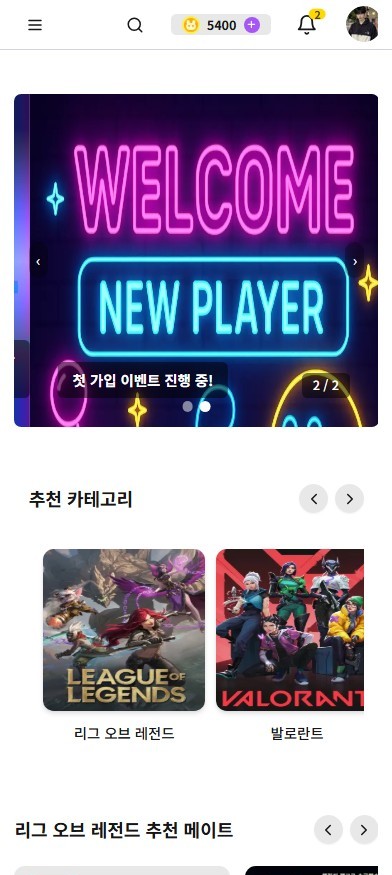 5400
2
WELCOME
NEW PLAYER
첫 가입 이벤트 진행 중!
2 / 2
추천 카테고리
LEAGUE OF
LEGENDS
VALORANT
리그 오브 레전드
발로란트
리그 오브 레전드 추천 메이트